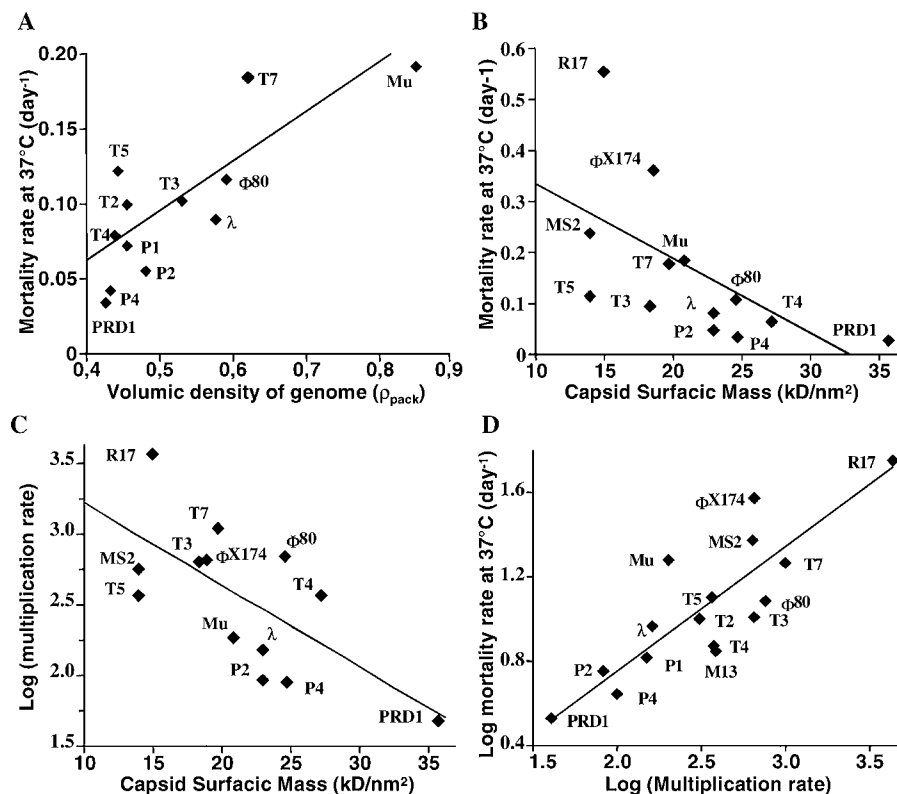 A
Mortality rate at 37°C (day-1)
0.20
0.15
0.10
0.05
0
T7
Mu
T5
T2
T3
Φ80
λ
T4
P1
P2
P4
PRD1
0,4
0,5
0,6
0,7
0,8
0,9
Volumic density of genome (ρpack)
B
Mortality rate at 37°C (day-1)
0.6
0.5
0.4
0.3
0.2
0.1
0
R17
ΦX174
MS2
Mu
T7
Φ80
T5
T3
λ
T4
P2
P4
PRD1
10
15
20
25
30
35
Capsid Surfacic Mass (kD/nm2)
C
Log (multiplication rate)
3.5
3.0
2.5
2.0
1.5
R17
T7
T3
ΦX174
Φ80
MS2
T5
T4
Mu
λ
P2
P4
PRD1
10
15
20
25
30
35
Capsid Surfacic Mass (kD/nm2)
D
Log mortality rate at 37°C (day-1)
1.6
1.2
0.8
0.4
R17
ΦX174
MS2
Mu
T7
T5
Φ80
λ
T2
T3
T4
P2
P1
M13
P4
PRD1
1.5
2.0
2.5
3.0
3.5
Log (Multiplication rate)